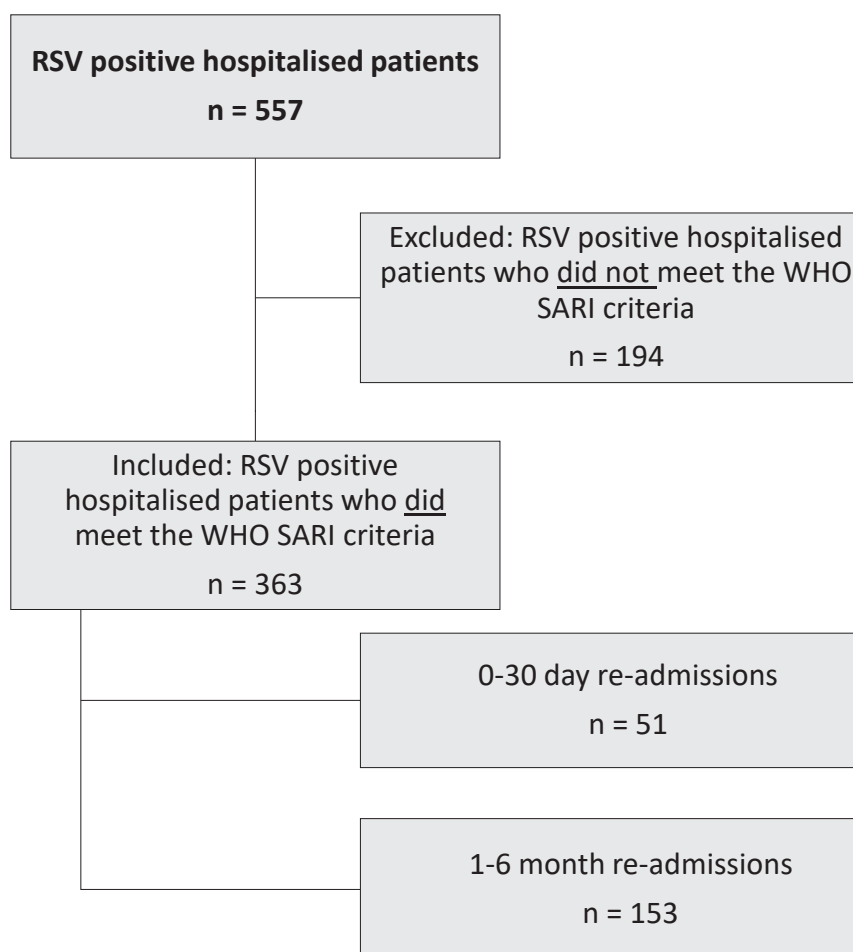 RSV positive hospitalised patients
n = 557
Excluded: RSV positive hospitalised
patients who did not meet the WHO
SARI criteria
n = 194
Included: RSV positive
hospitalised patients who did
meet the WHO SARI criteria
n = 363
0-30 day re-admissions
n = 51
1-6 month re-admissions
n = 153